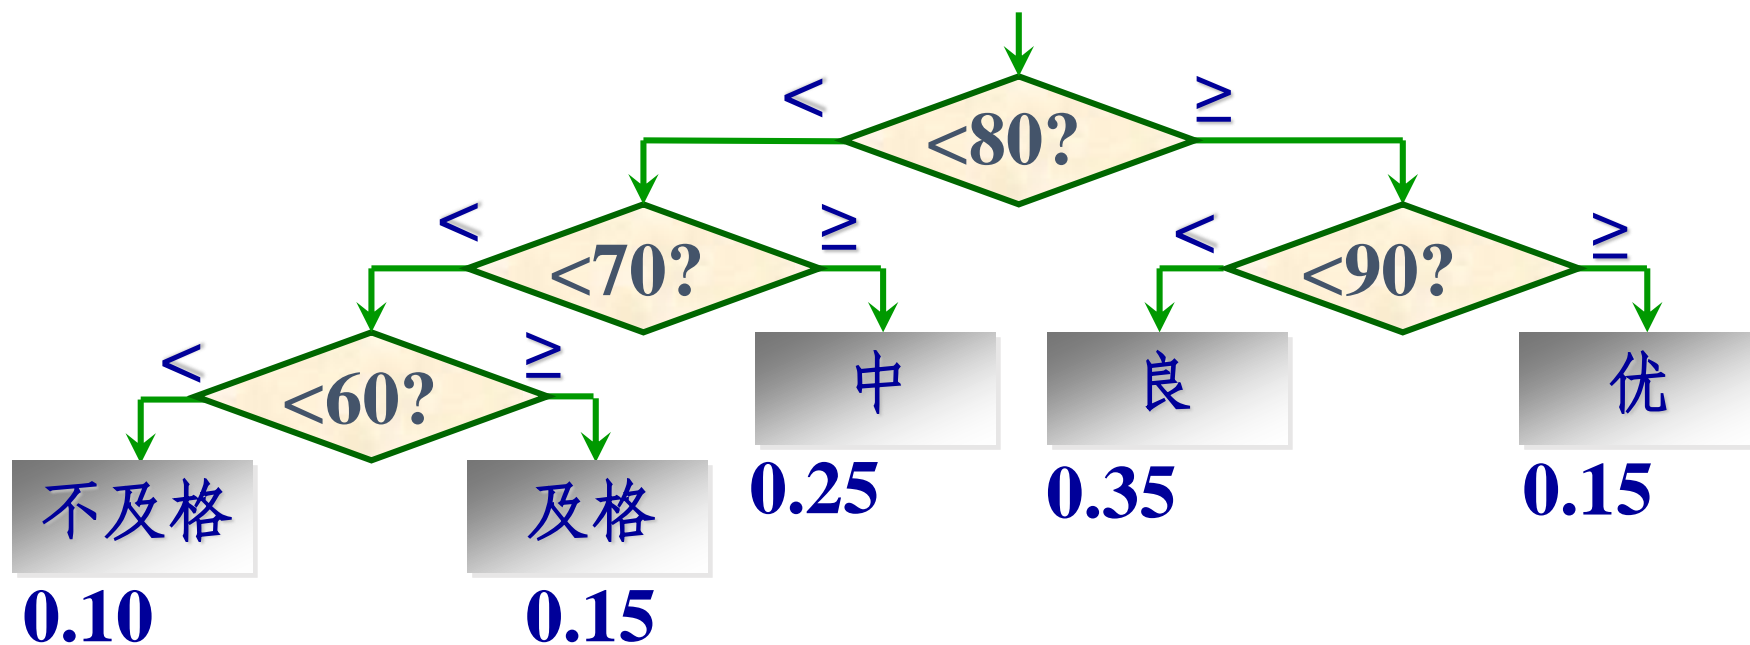 < ≥
<80?
< ≥ < ≥
<70? <90?
< ≥
<60?
中 良 优
0.25 0.35 0.15
不及格 及格
0.10 0.15